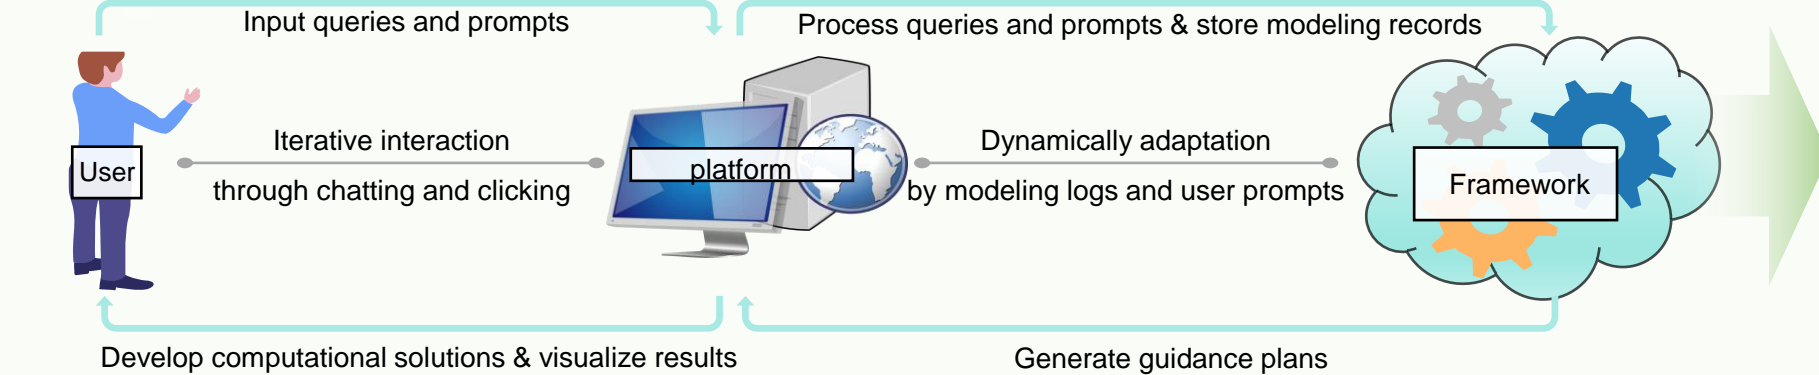 Input queries and prompts
Process queries and prompts & store modeling records
Iterative interaction
through chatting and clicking
Dynamically adaptation
by modeling logs and user prompts
User
platform
Framework
Develop computational solutions & visualize results
Generate guidance plans